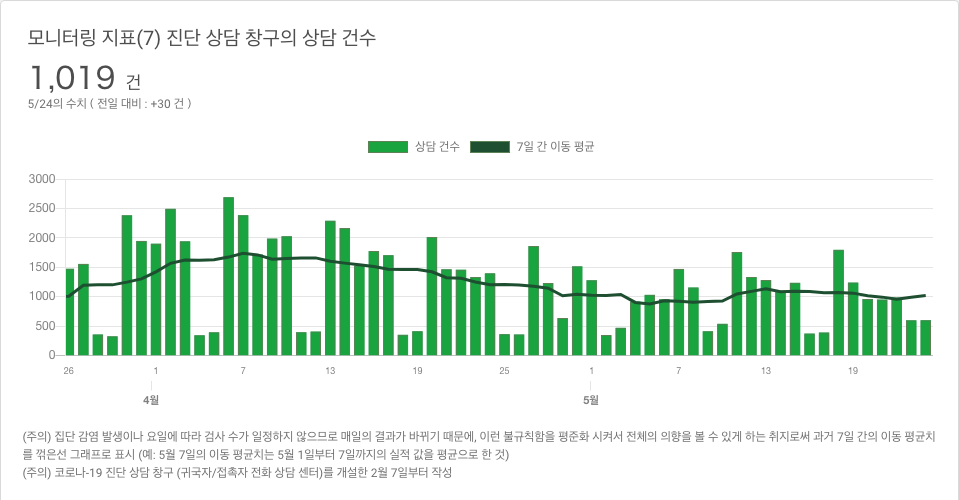 모니터링 지표(7) 진단 상담 창구의 상담 건수
1,019 건
5/24의 수치 ( 전일 대비 : +30 건 )
상담 건수 7일 간 이동 평균
3000
2500
2000
1500
1000
500
0
26 1 7 13 19 25 1 7 13 19
4월 5월
(주의) 집단 감염 발생이나 요일에 따라 검사 수가 일정하지 않으므로 매일의 결과가 바뀌기 때문에, 이런 불규칙함을 평준화 시켜서 전체의 의향을 볼 수 있게 하는 취지로써 과거 7일 간의 이동 평균치
를 꺾은선 그래프로 표시 (예: 5월 7일의 이동 평균치는 5월 1일부터 7일까지의 실적 값을 평균으로 한 것)
(주의) 코로나-19 진단 상담 창구 (귀국자/접촉자 전화 상담 센터)를 개설한 2월 7일부터 작성